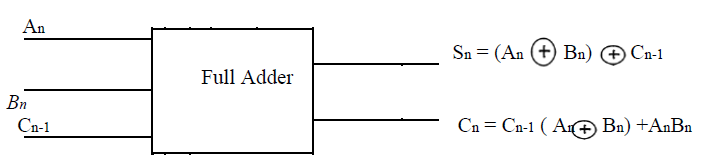 An
Sn = (An ⊕ Bn) ⊕ Cn-1
Full Adder
Bn
Cn-1
Cn = Cn-1 ( An ⊕ Bn) +AnBn